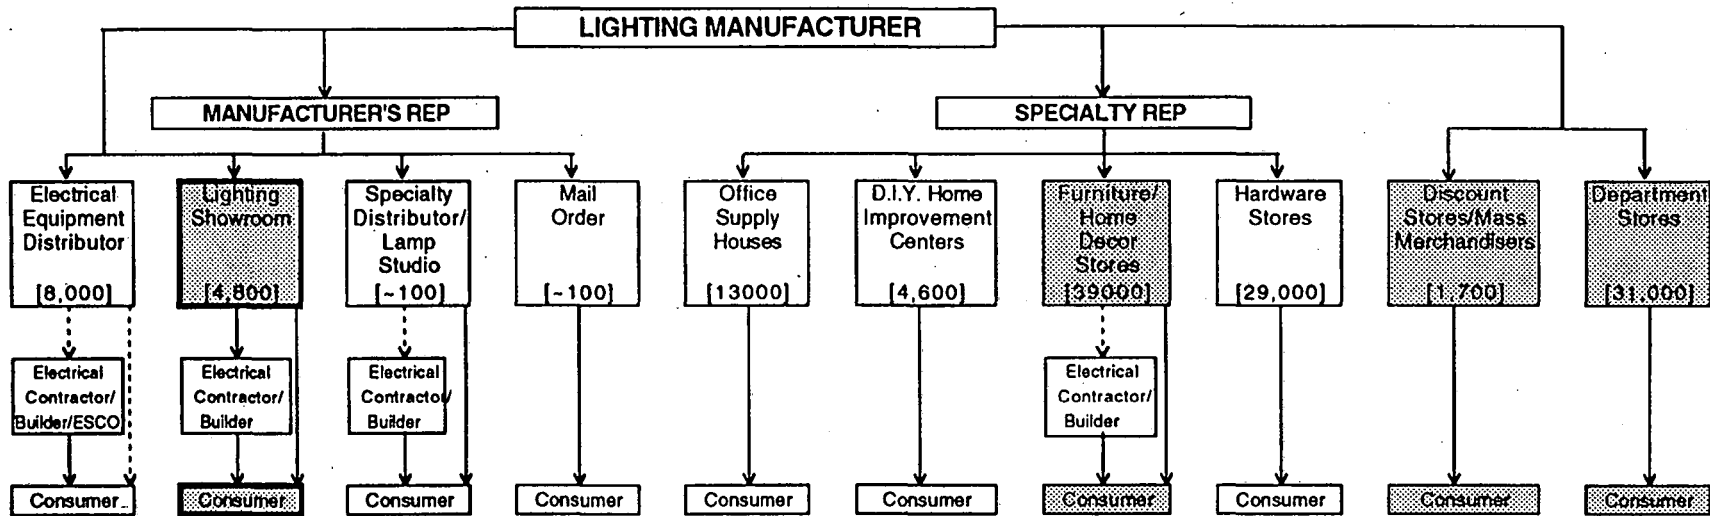 LIGHTING MANUFACTURER
MANUFACTURER'S REP
SPECIALTY REP
Electrical
Equipment
Distributor
[8,000]
Lighting
Showroom
[4,800]
Specialty
Distributor/
Lamp
Studio
[~100]
Mail
Order
[~100]
Office
Supply
Houses
[13000]
D.I.Y. Home
Improvement
Centers
[4,600]
Furniture/
Home
Decor
Stores
[39000]
Hardware
Stores
[29,000]
Discount
Stores/Mass
Merchandisers
[1,700]
Department
Stores
[31,000]
Electrical
Contractor/
Builder/ESCO
Electrical
Contractor/
Builder
Electrical
Contractor/
Builder
Electrical
Contractor/
Builder
Consumer
Consumer
Consumer
Consumer
Consumer
Consumer
Consumer
Consumer
Consumer
Consumer